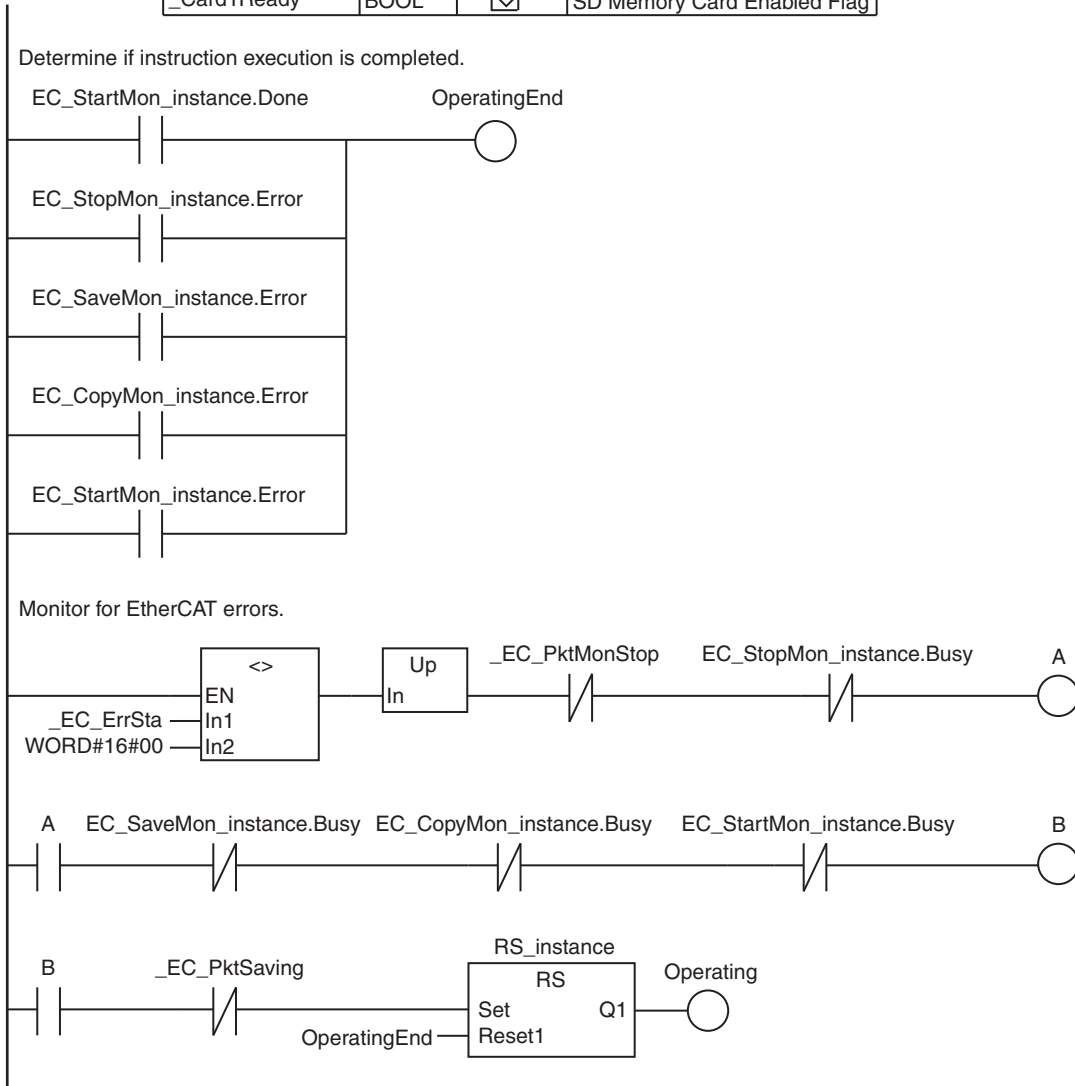 _Card1Ready BOOL SD Memory Card Enabled Flag
Determine if instruction execution is completed.
EC_StartMon_instance.Done OperatingEnd
EC_StopMon_instance.Error
EC_SaveMon_instance.Error
EC_CopyMon_instance.Error
EC_StartMon_instance.Error
Monitor for EtherCAT errors.
<> Up _EC_PktMonStop EC_StopMon_instance.Busy A
EN In
_EC_ErrSta In1
WORD#16#00 In2
A EC_SaveMon_instance.Busy EC_CopyMon_instance.Busy EC_StartMon_instance.Busy B
RS_instance
B _EC_PktSaving RS Operating
Set Q1
OperatingEnd Reset1